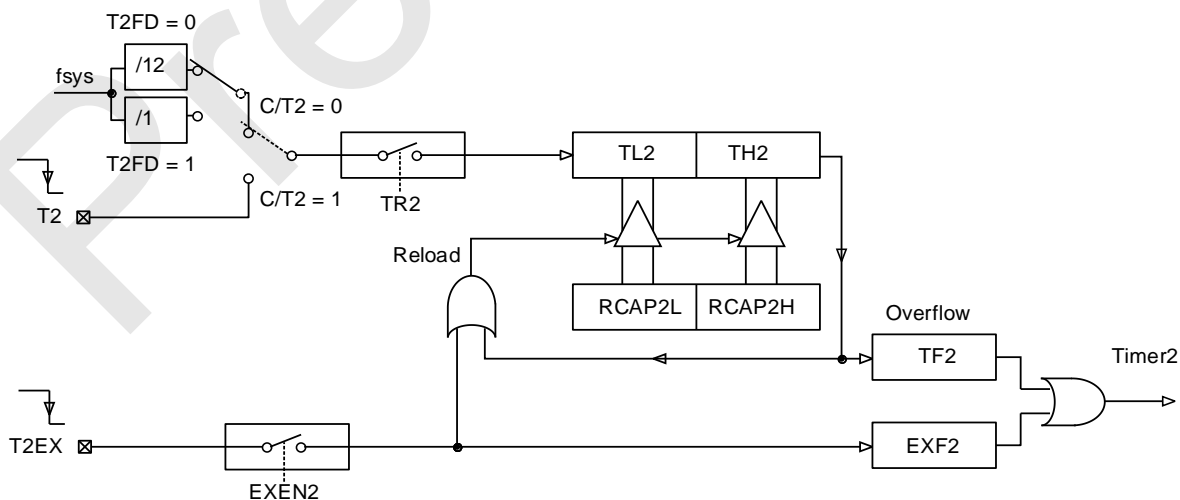 Pre
T2FD = 0
/12
fsys
C/T2 = 0
/1
T2FD = 1
TL2
TH2
T2
C/T2 = 1
TR2
Reload
RCAP2L
RCAP2H
Overflow
TF2
Timer2
T2EX
EXF2
EXEN2